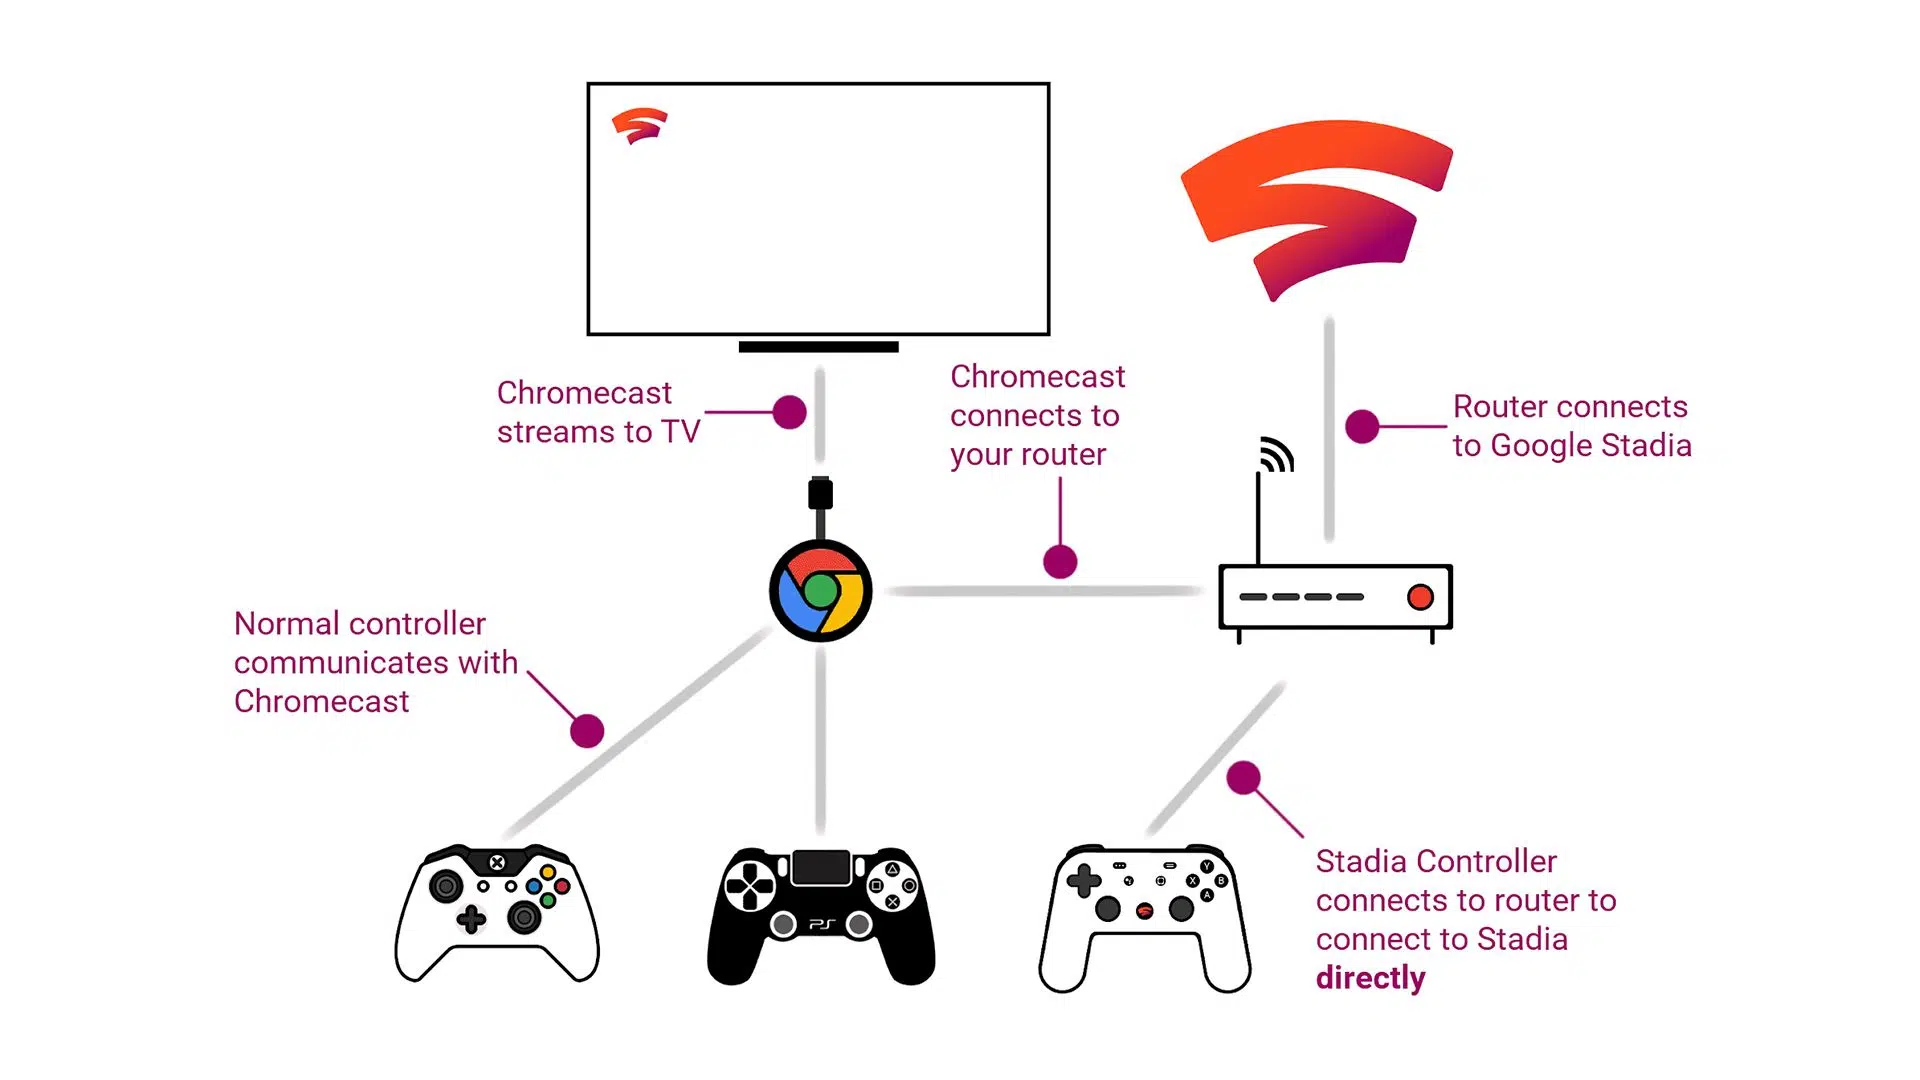 Chromecast
streams to TV
Chromecast
connects to
your router
Router connects
to Google Stadia
Normal controller
communicates with
Chromecast
PS
Y
X
B
A
Stadia Controller
connects to router to
connect to Stadia
directly